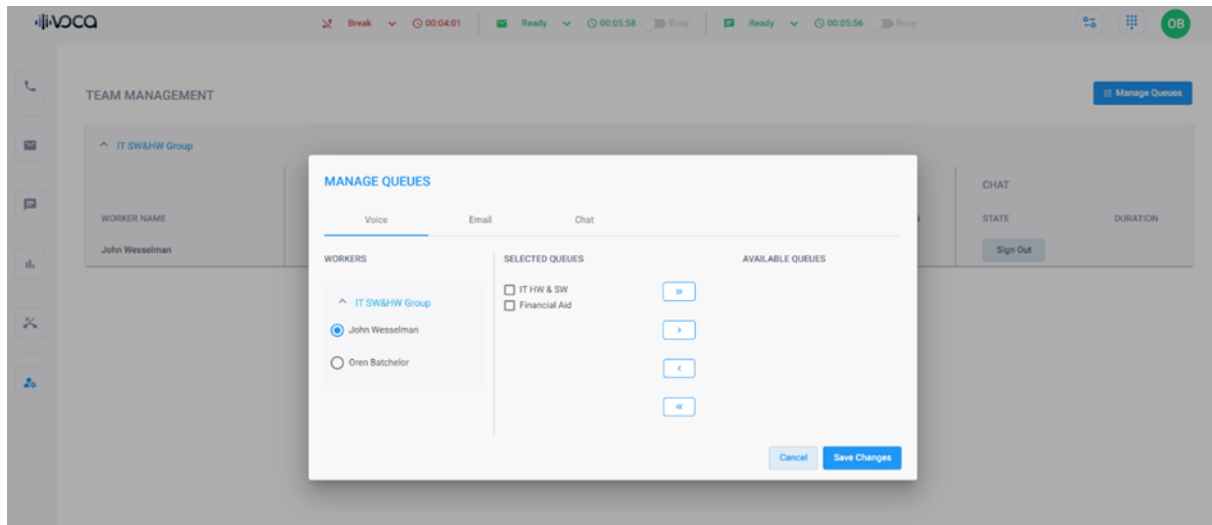 VOCA Break 00:04:01 Ready 00:05:58 Busy Ready 00:05:56 Busy OB
TEAM MANAGEMENT Manage Queues
IT SW&HW Group
CHAT
WORKER NAME STATE DURATION
John Wesselman Sign Out
MANAGE QUEUES
Voice Email Chat
WORKERS SELECTED QUEUES AVAILABLE QUEUES
IT SW&HW Group
John Wesselman
Oren Batchelor
IT HW & SW
Financial Aid
»
›
‹
«
Cancel Save Changes